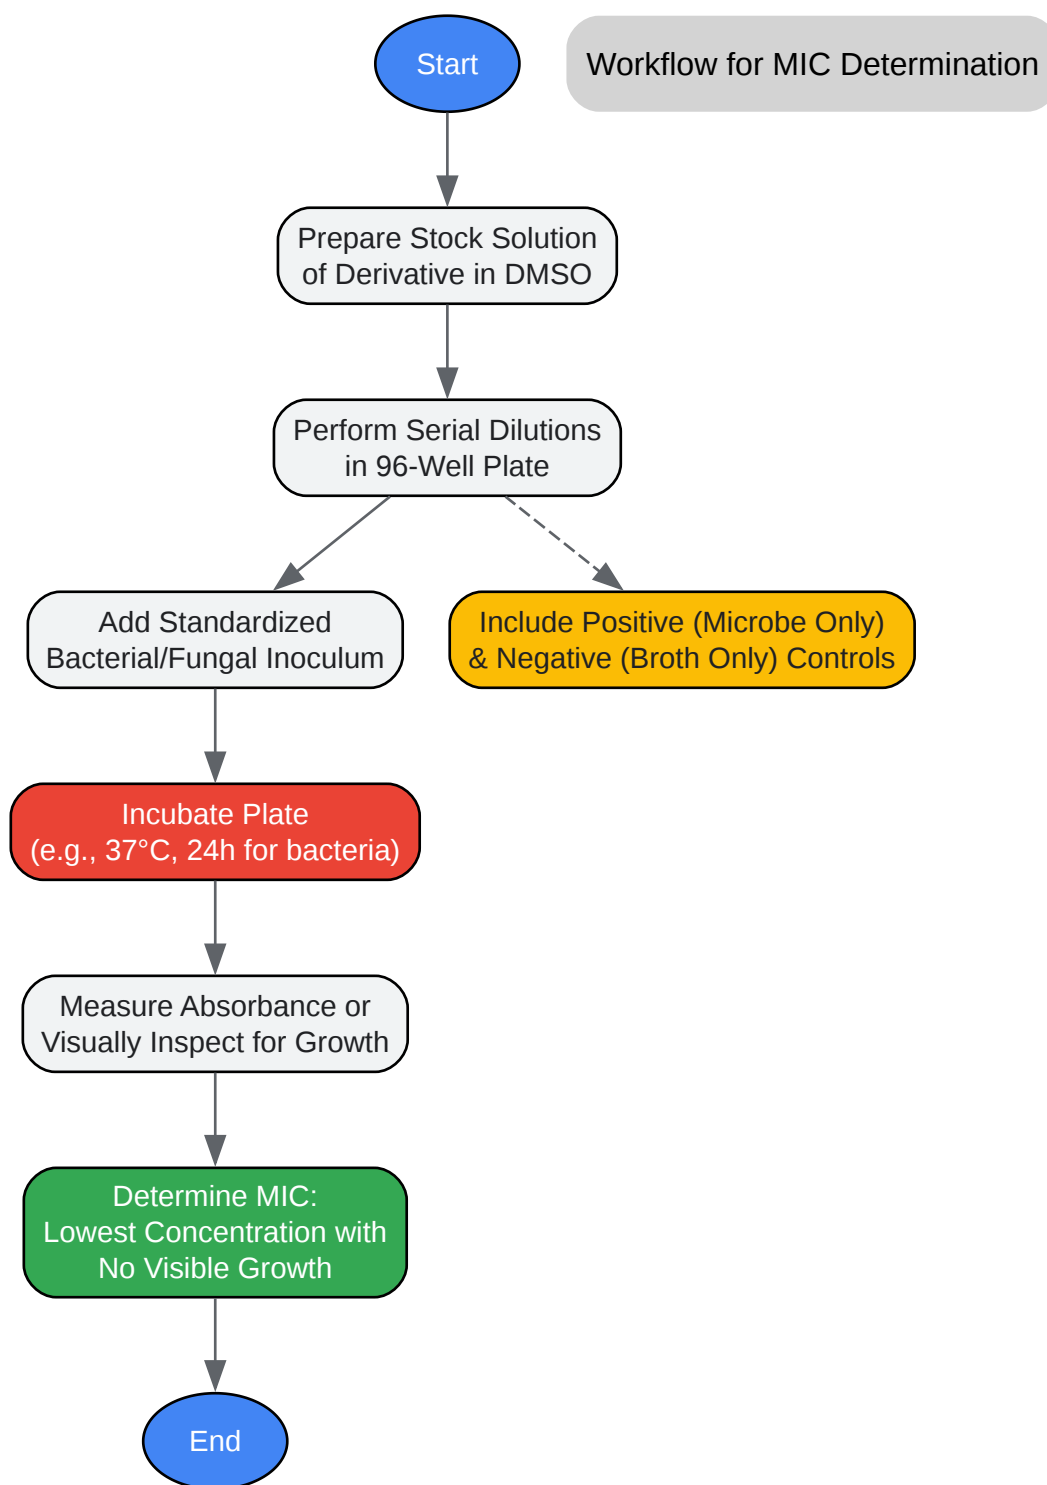 Start
Workflow for MIC Determination
Prepare Stock Solution
of Derivative in DMSO
Perform Serial Dilutions
in 96-Well Plate
Add Standardized
Bacterial/Fungal Inoculum
Include Positive (Microbe Only)
& Negative (Broth Only) Controls
Incubate Plate
(e.g., 37°C, 24h for bacteria)
Measure Absorbance or
Visually Inspect for Growth
Determine MIC:
Lowest Concentration with
No Visible Growth
End